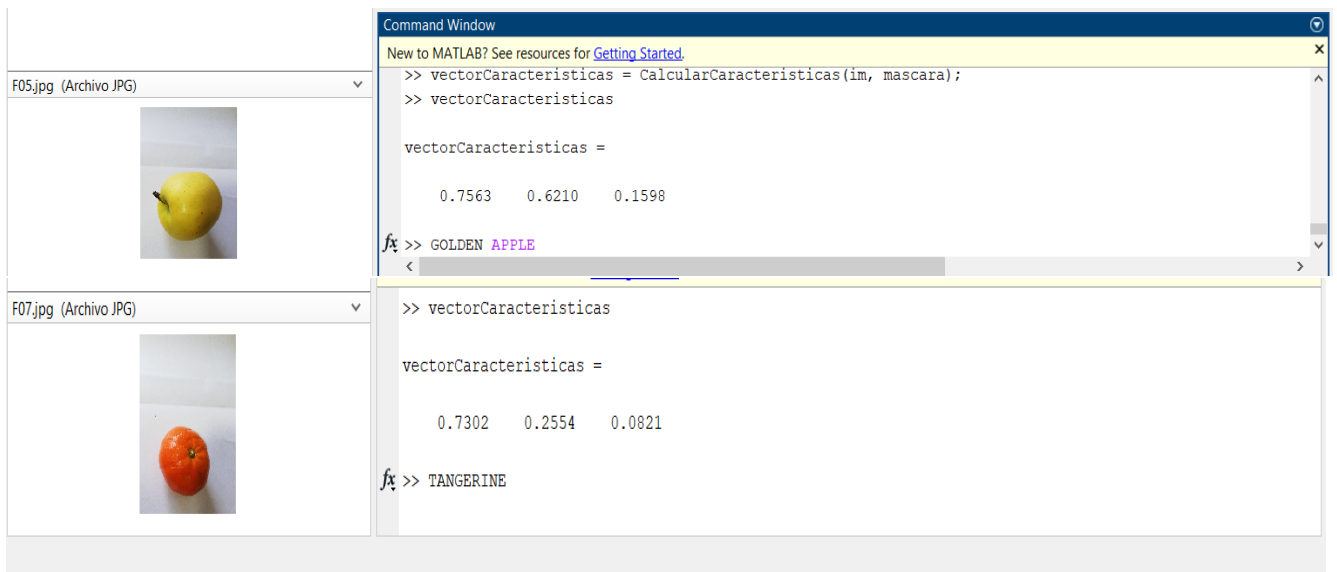 Command Window
New to MATLAB? See resources for Getting Started.
F05.jpg (Archivo JPG)
>> vectorCaracteristicas = CalcularCaracteristicas(im, mascara);
>> vectorCaracteristicas
vectorCaracteristicas =
0.7563 0.6210 0.1598
fx >> GOLDEN APPLE
F07.jpg (Archivo JPG)
>> vectorCaracteristicas
vectorCaracteristicas =
0.7302 0.2554 0.0821
fx >> TANGERINE